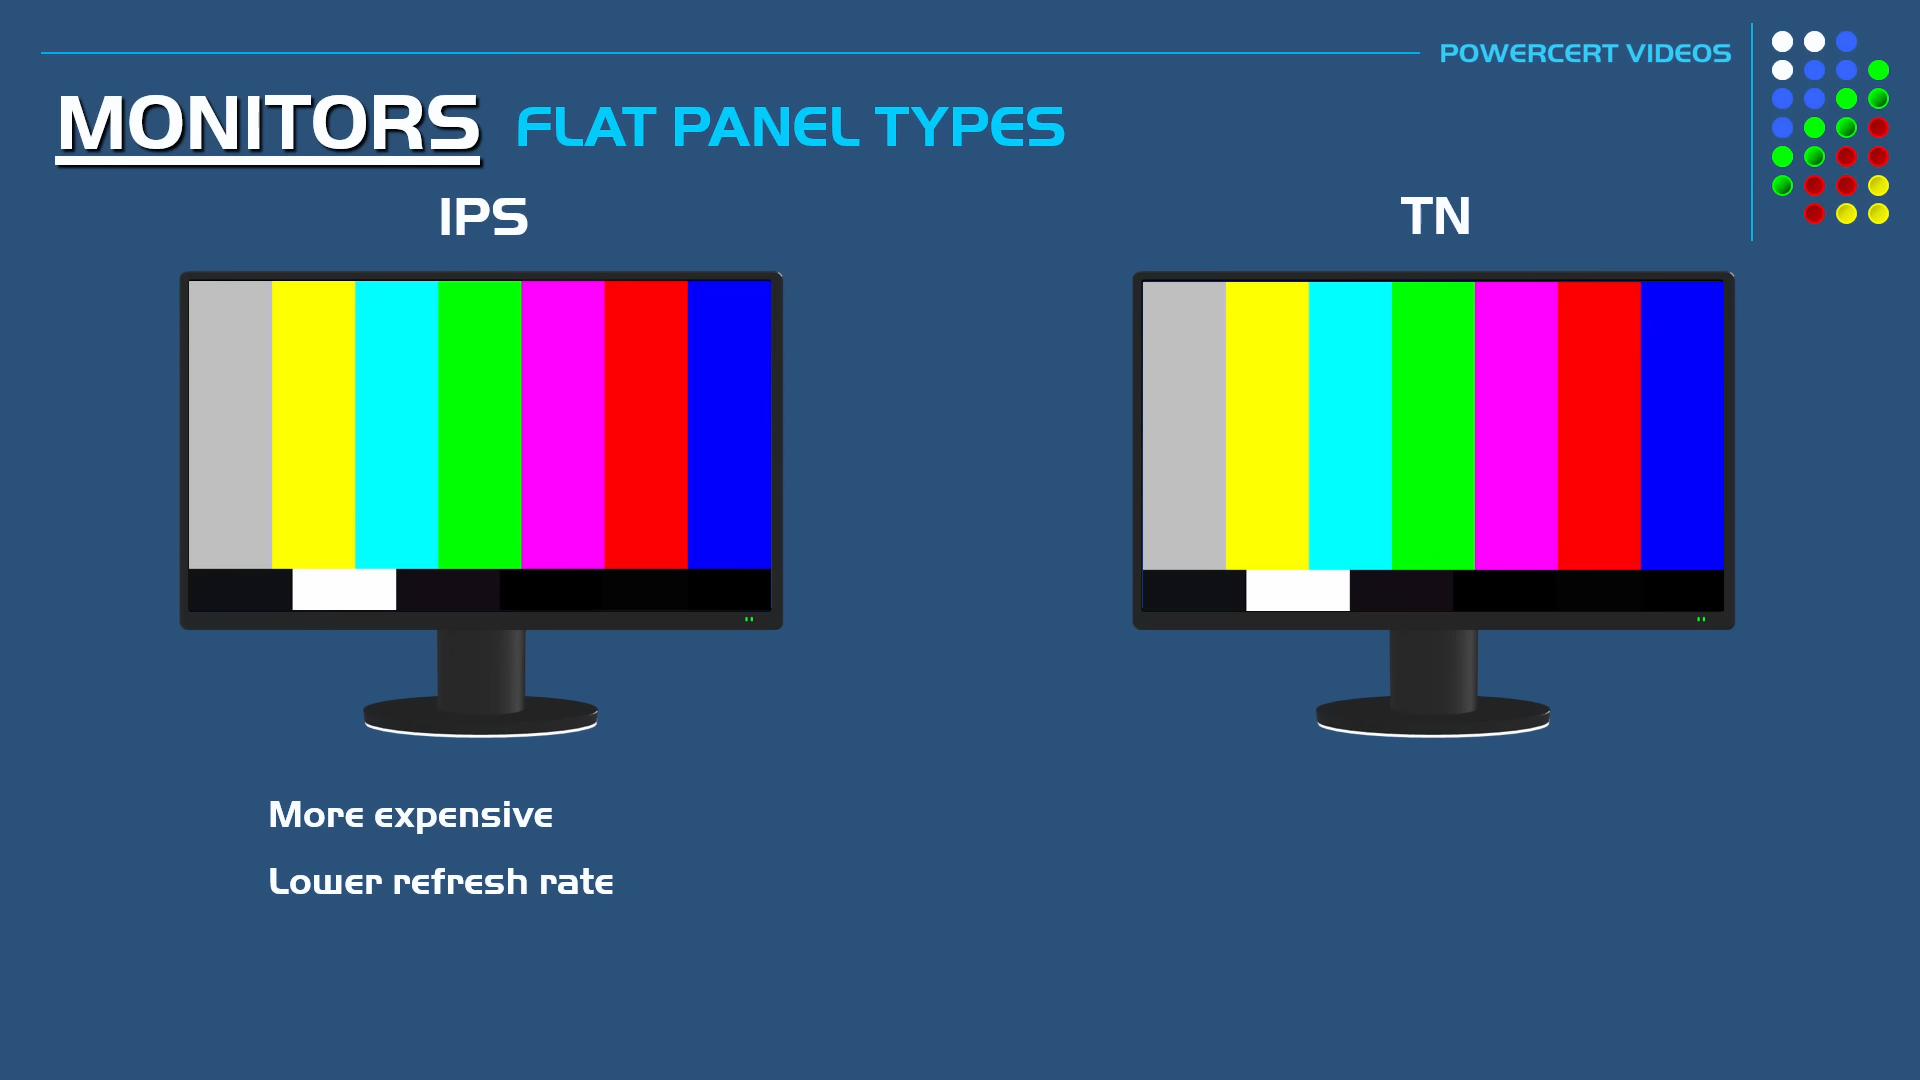 POWERCERT VIDEOS
MONITORS FLAT PANEL TYPES
IPS
TN
More expensive
Lower refresh rate